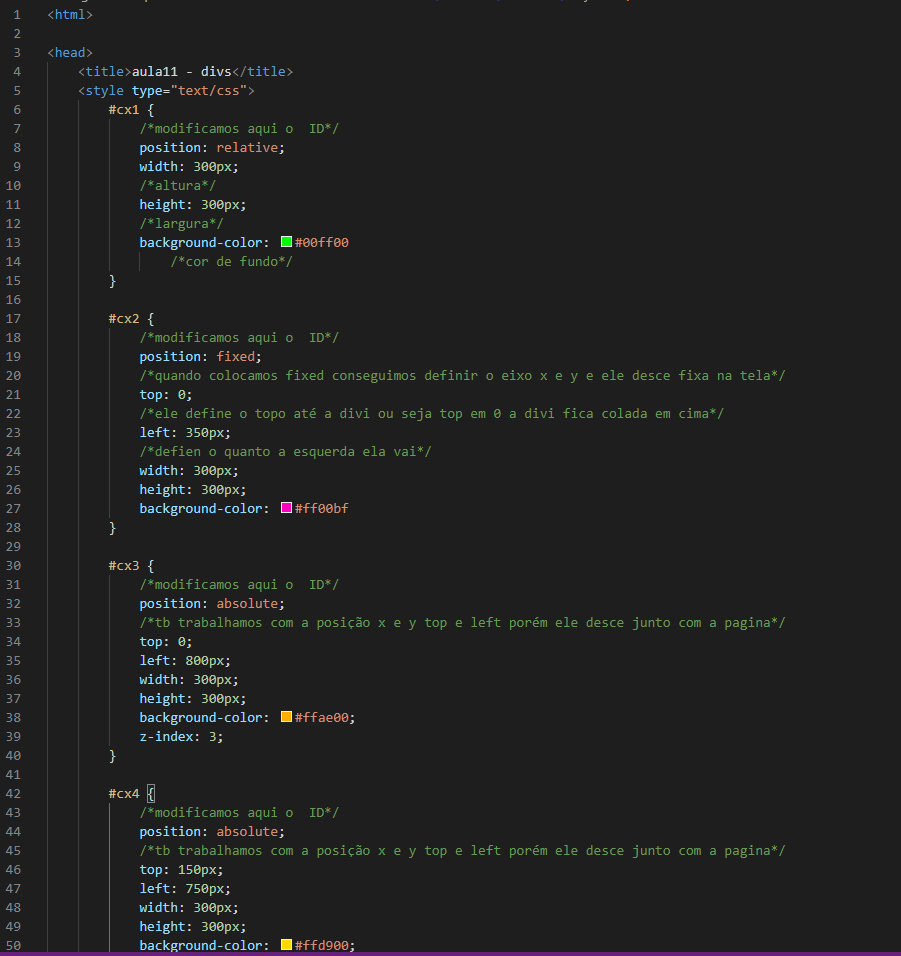 1 <html>
2
3 <head>
4 <title>aula11 - divs</title>
5 <style type="text/css">
6 #cx1 {
7 /*modificamos aqui o  ID*/
8 position: relative;
9 width: 300px;
10 /*altura*/
11 height: 300px;
12 /*largura*/
13 background-color: #00ff00
14 /*cor de fundo*/
15 }
16
17 #cx2 {
18 /*modificamos aqui o  ID*/
19 position: fixed;
20 /*quando colocamos fixed conseguimos definir o eixo x e y e ele desce fixa na tela*/
21 top: 0;
22 /*ele define o topo até a divi ou seja top em 0 a divi fica colada em cima*/
23 left: 350px;
24 /*defien o quanto a esquerda ela vai*/
25 width: 300px;
26 height: 300px;
27 background-color: #ff00bf
28 }
29
30 #cx3 {
31 /*modificamos aqui o  ID*/
32 position: absolute;
33 /*tb trabalhamos com a posição x e y top e left porém ele desce junto com a pagina*/
34 top: 0;
35 left: 800px;
36 width: 300px;
37 height: 300px;
38 background-color: #ffae00;
39 z-index: 3;
40 }
41
42 #cx4 {
43 /*modificamos aqui o  ID*/
44 position: absolute;
45 /*tb trabalhamos com a posição x e y top e left porém ele desce junto com a pagina*/
46 top: 150px;
47 left: 750px;
48 width: 300px;
49 height: 300px;
50 background-color: #ffd900;